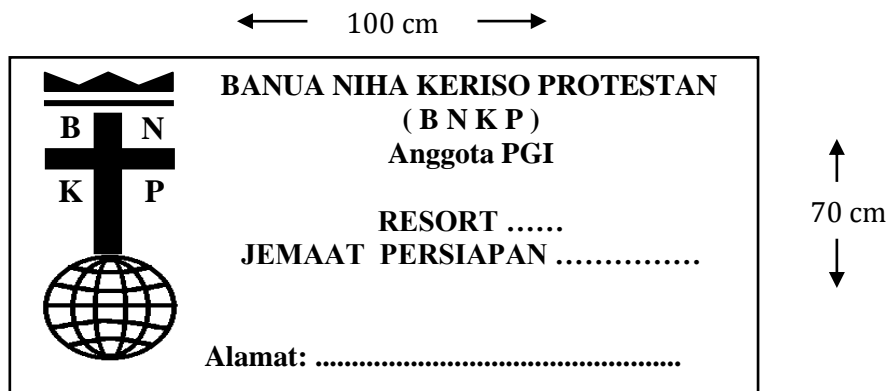 100 cm
BANUA NIHA KERISO PROTESTAN
( B N K P )
Anggota PGI
B N
K P
RESORT ......
JEMAAT PERSIAPAN ...............
70 cm
Alamat: ..................................................